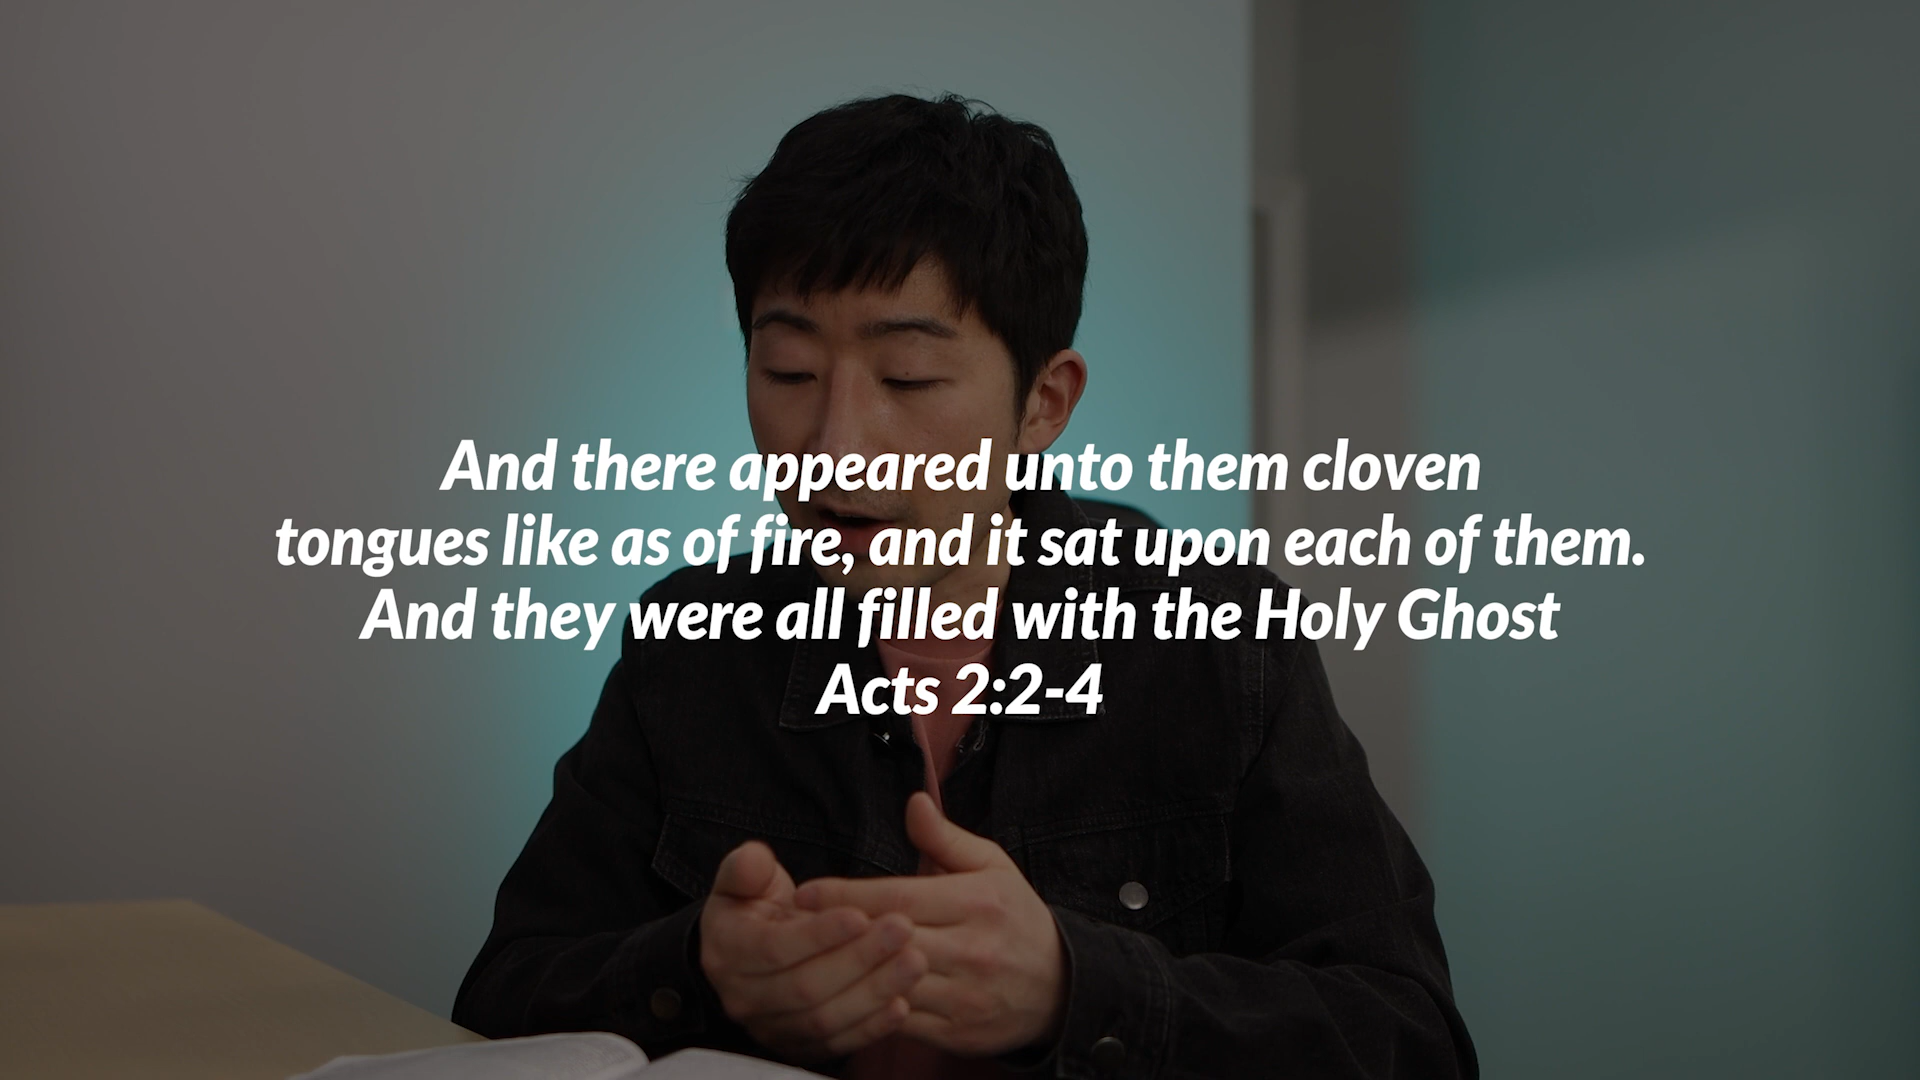 And there appeared unto them cloven
tongues like as of fire, and it sat upon each of them.
And they were all filled with the Holy Ghost
Acts 2:2-4